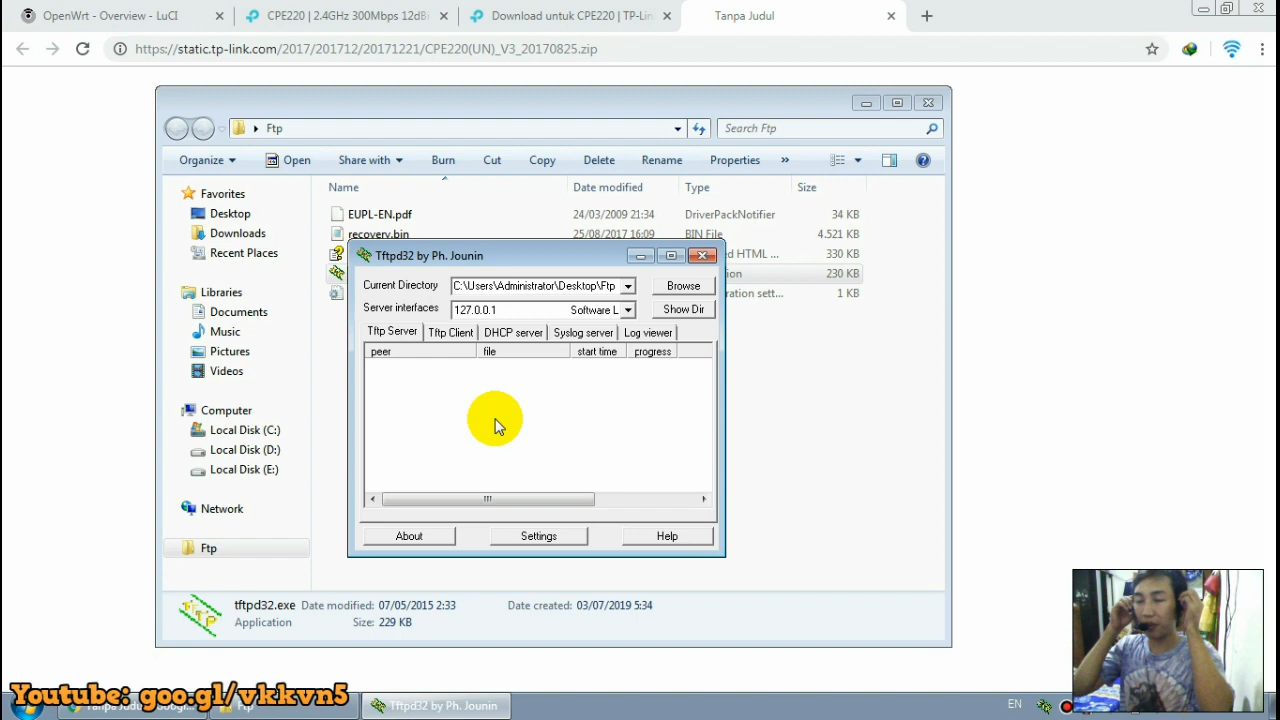 OpenWrt - Overview - LuCI
CPE220 | 2.4GHz 300Mbps 12dBi
Download untuk CPE220 | TP-Lin
Tanpa Judul
https://static.tp-link.com/2017/201712/20171221/CPE220(UN)_V3_20170825.zip
Ftp
Search Ftp
Organize Open Share with Burn Cut Copy Delete Rename Properties »
Name Date modified Type Size
Favorites
Desktop
Downloads
Recent Places
Libraries
Documents
Music
Pictures
Videos
Computer
Local Disk (C:)
Local Disk (D:)
Local Disk (E:)
Network
Ftp
EUPL-EN.pdf 24/03/2009 21:34 DriverPackNotifier 34 KB
recovery.bin 25/08/2017 16:09 BIN File 4.521 KB
ed HTML ... 330 KB
ion 230 KB
ration sett... 1 KB
Tftpd32 by Ph. Jounin
Current Directory C:\Users\Administrator\Desktop\Ftp Browse
Server interfaces 127.0.0.1 Software L Show Dir
Tftp Server Tftp Client DHCP server Syslog server Log viewer
peer file start time progress
About Settings Help
tftpd32.exe Date modified: 07/05/2015 2:33 Date created: 03/07/2019 5:34
Application Size: 229 KB
Youtube: goo.gl/vkkvn5
Ftp
Tftpd32 by Ph. Jounin
EN